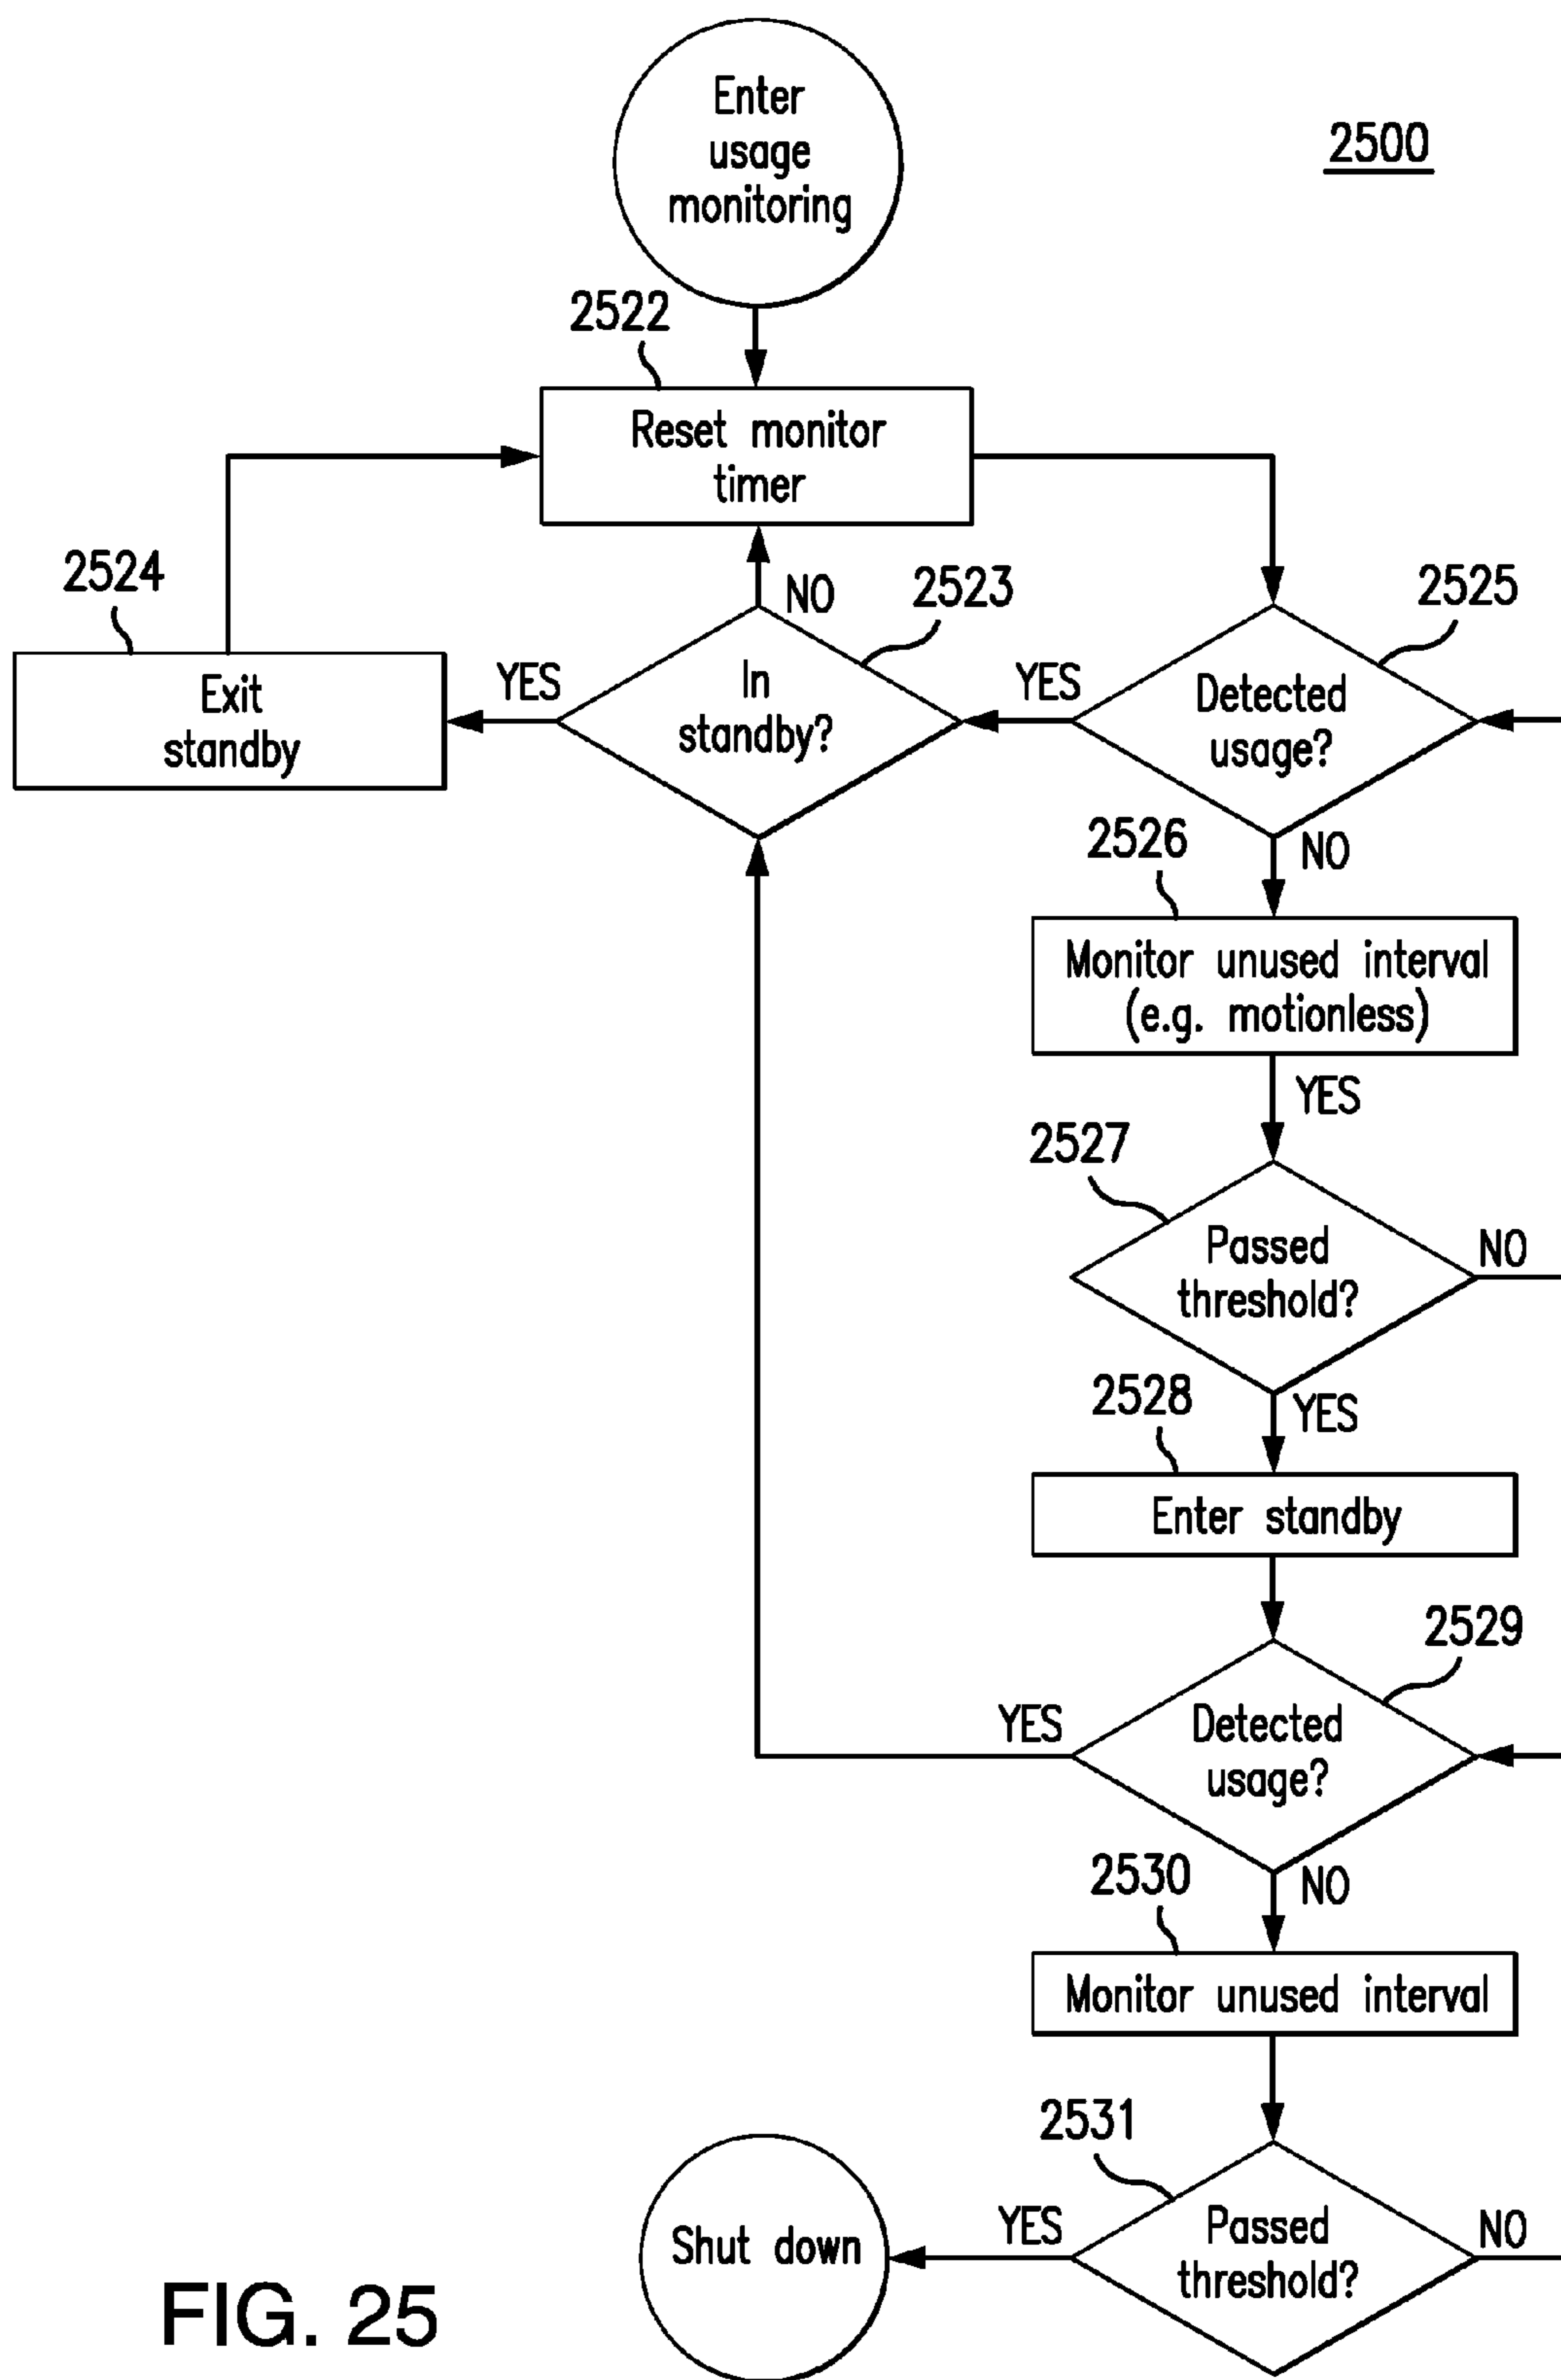 Enter
usage
monitoring
2500
2522
Reset monitor
timer
2524
NO
2523
2525
Exit
standby
YES
In
standby?
YES
Detected
usage?
2526
NO
Monitor unused interval
(e.g. motionless)
YES
2527
Passed
threshold?
NO
2528
YES
Enter standby
2529
YES
Detected
usage?
2530
NO
Monitor unused interval
2531
Shut down
YES
Passed
threshold?
NO
FIG. 25